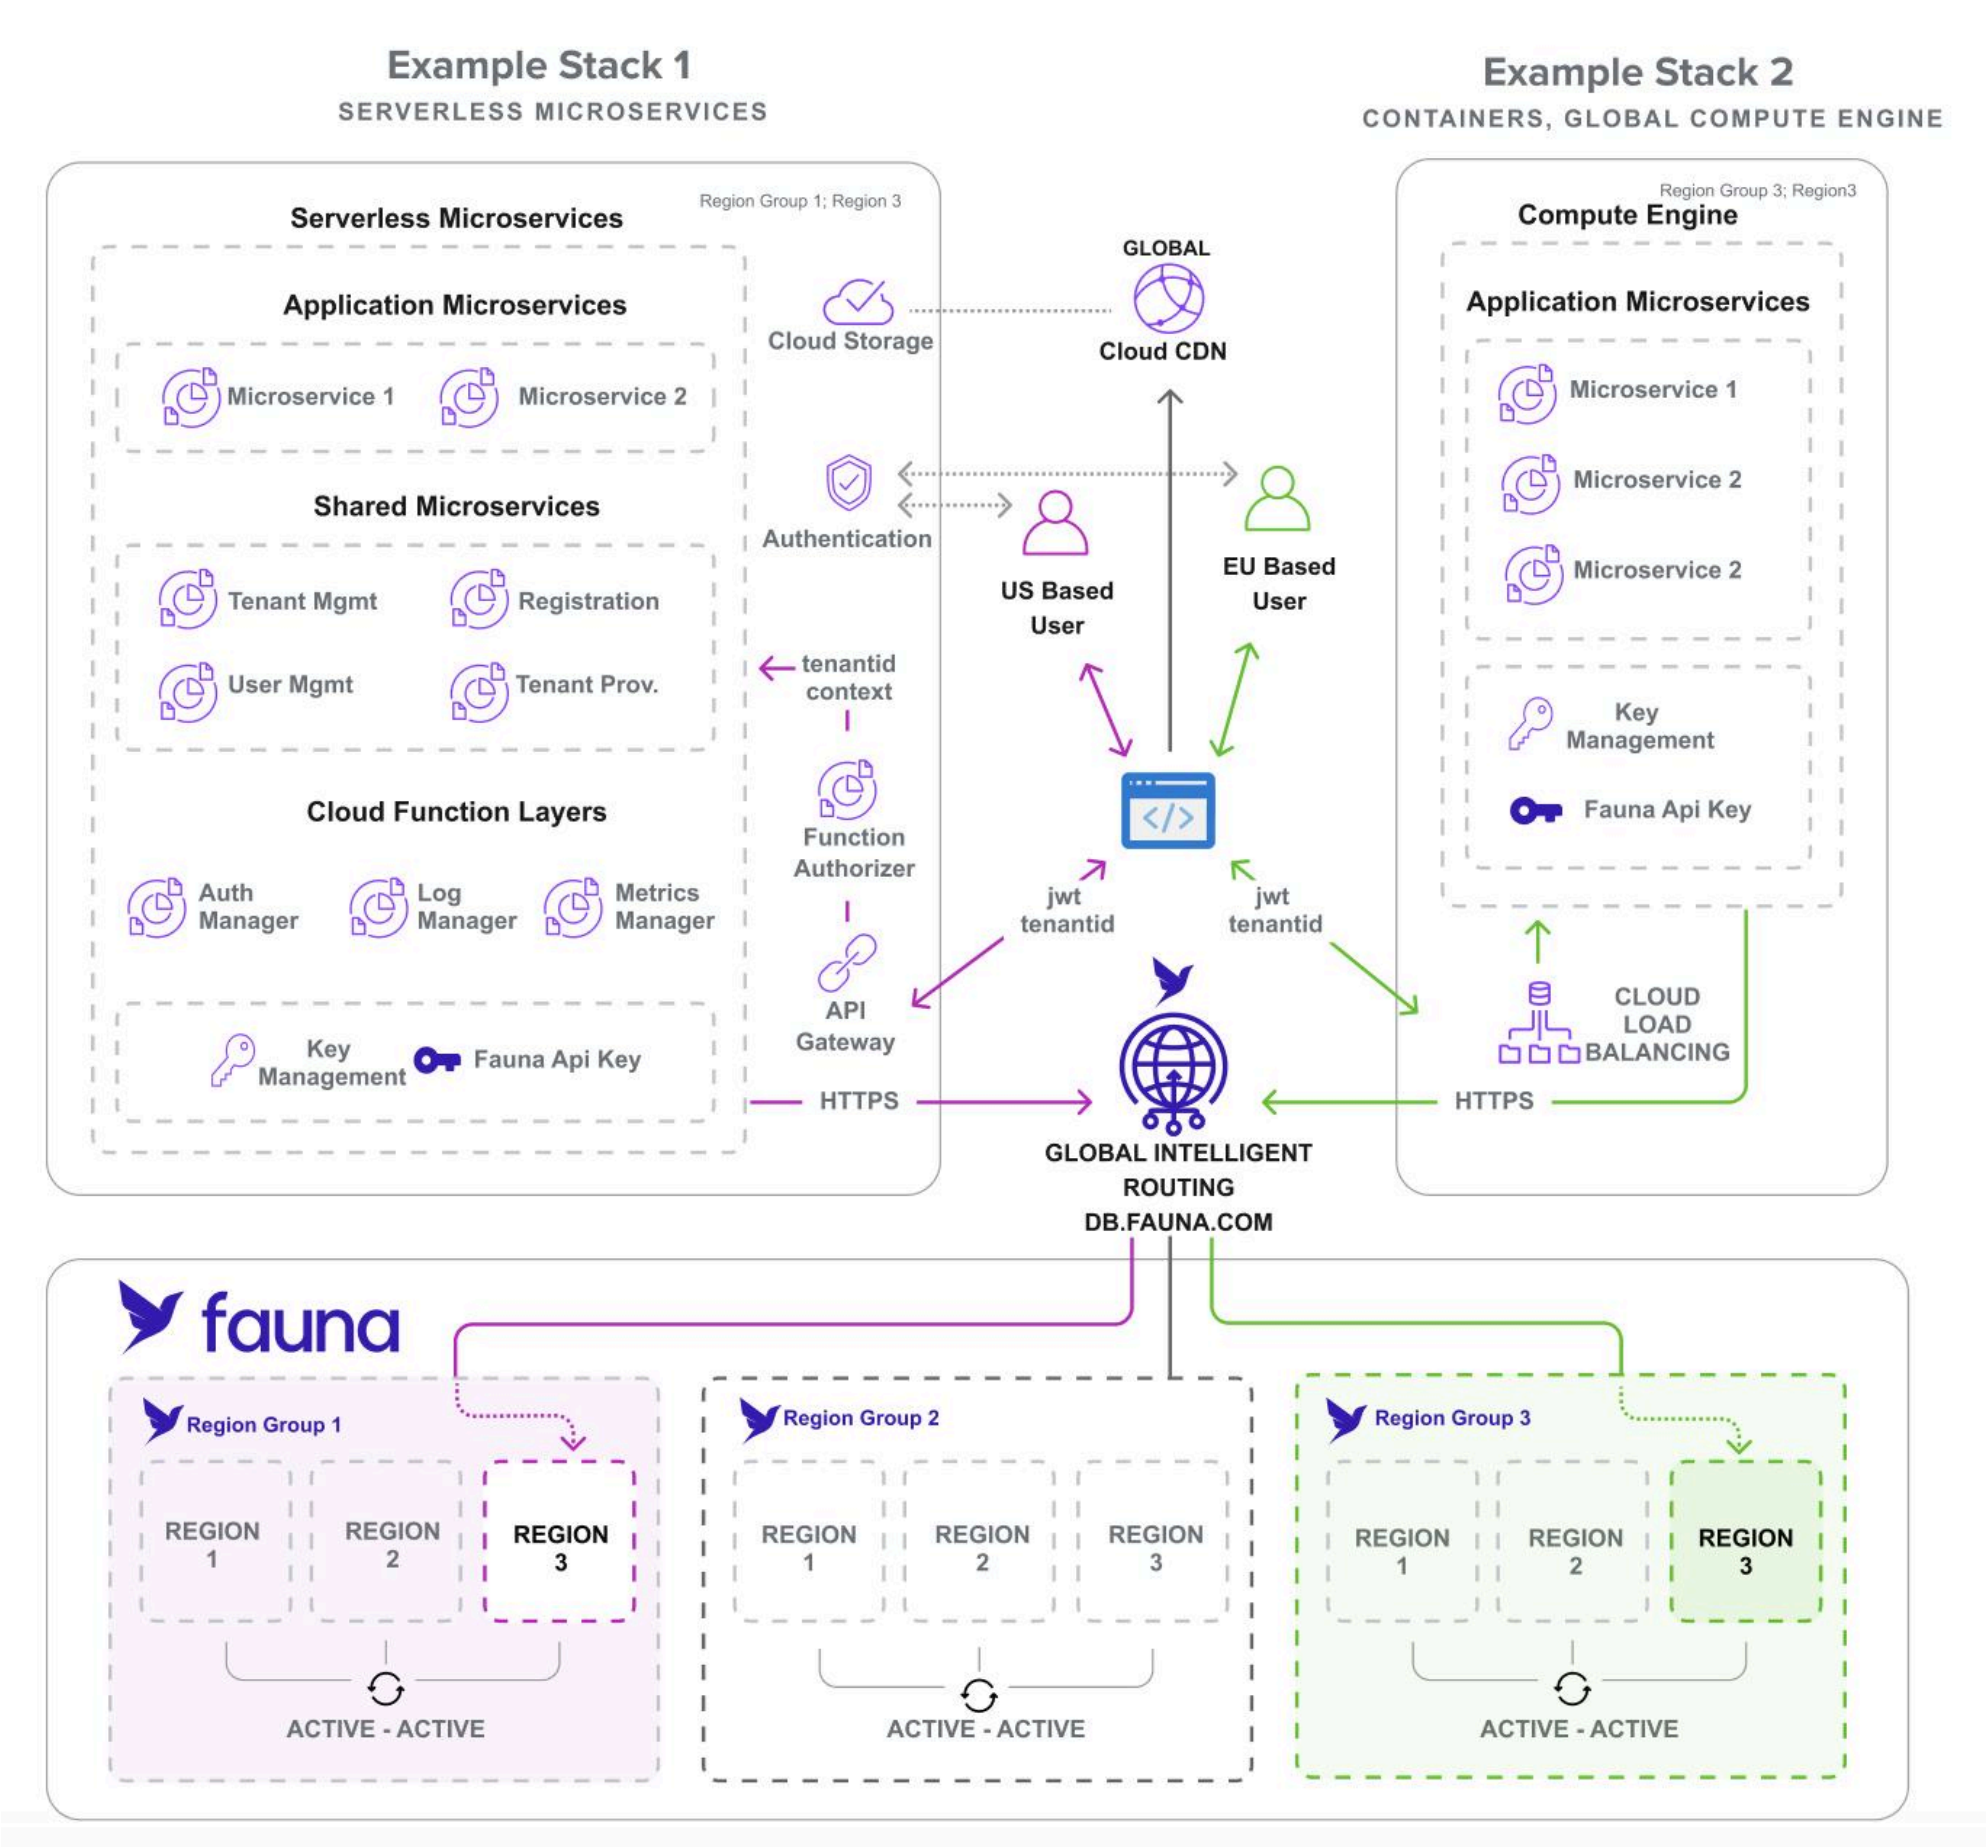 Example Stack 1
SERVERLESS MICROSERVICES
Example Stack 2
CONTAINERS, GLOBAL COMPUTE ENGINE
Region Group 1; Region 3
Serverless Microservices
Application Microservices
Microservice 1
Microservice 2
Shared Microservices
Tenant Mgmt
Registration
User Mgmt
Tenant Prov.
Cloud Function Layers
Auth
Manager
Log
Manager
Metrics
Manager
Key
Management
Fauna Api Key
Cloud Storage
Authentication
tenantid
context
Function
Authorizer
API
Gateway
HTTPS
GLOBAL
Cloud CDN
US Based
User
EU Based
User
</>
jwt
tenantid
jwt
tenantid
GLOBAL INTELLIGENT
ROUTING
DB.FAUNA.COM
Region Group 3; Region3
Compute Engine
Application Microservices
Microservice 1
Microservice 2
Microservice 2
Key
Management
Fauna Api Key
CLOUD
LOAD
BALANCING
HTTPS
fauna
Region Group 1
REGION
1
REGION
2
REGION
3
ACTIVE - ACTIVE
Region Group 2
REGION
1
REGION
2
REGION
3
ACTIVE - ACTIVE
Region Group 3
REGION
1
REGION
2
REGION
3
ACTIVE - ACTIVE